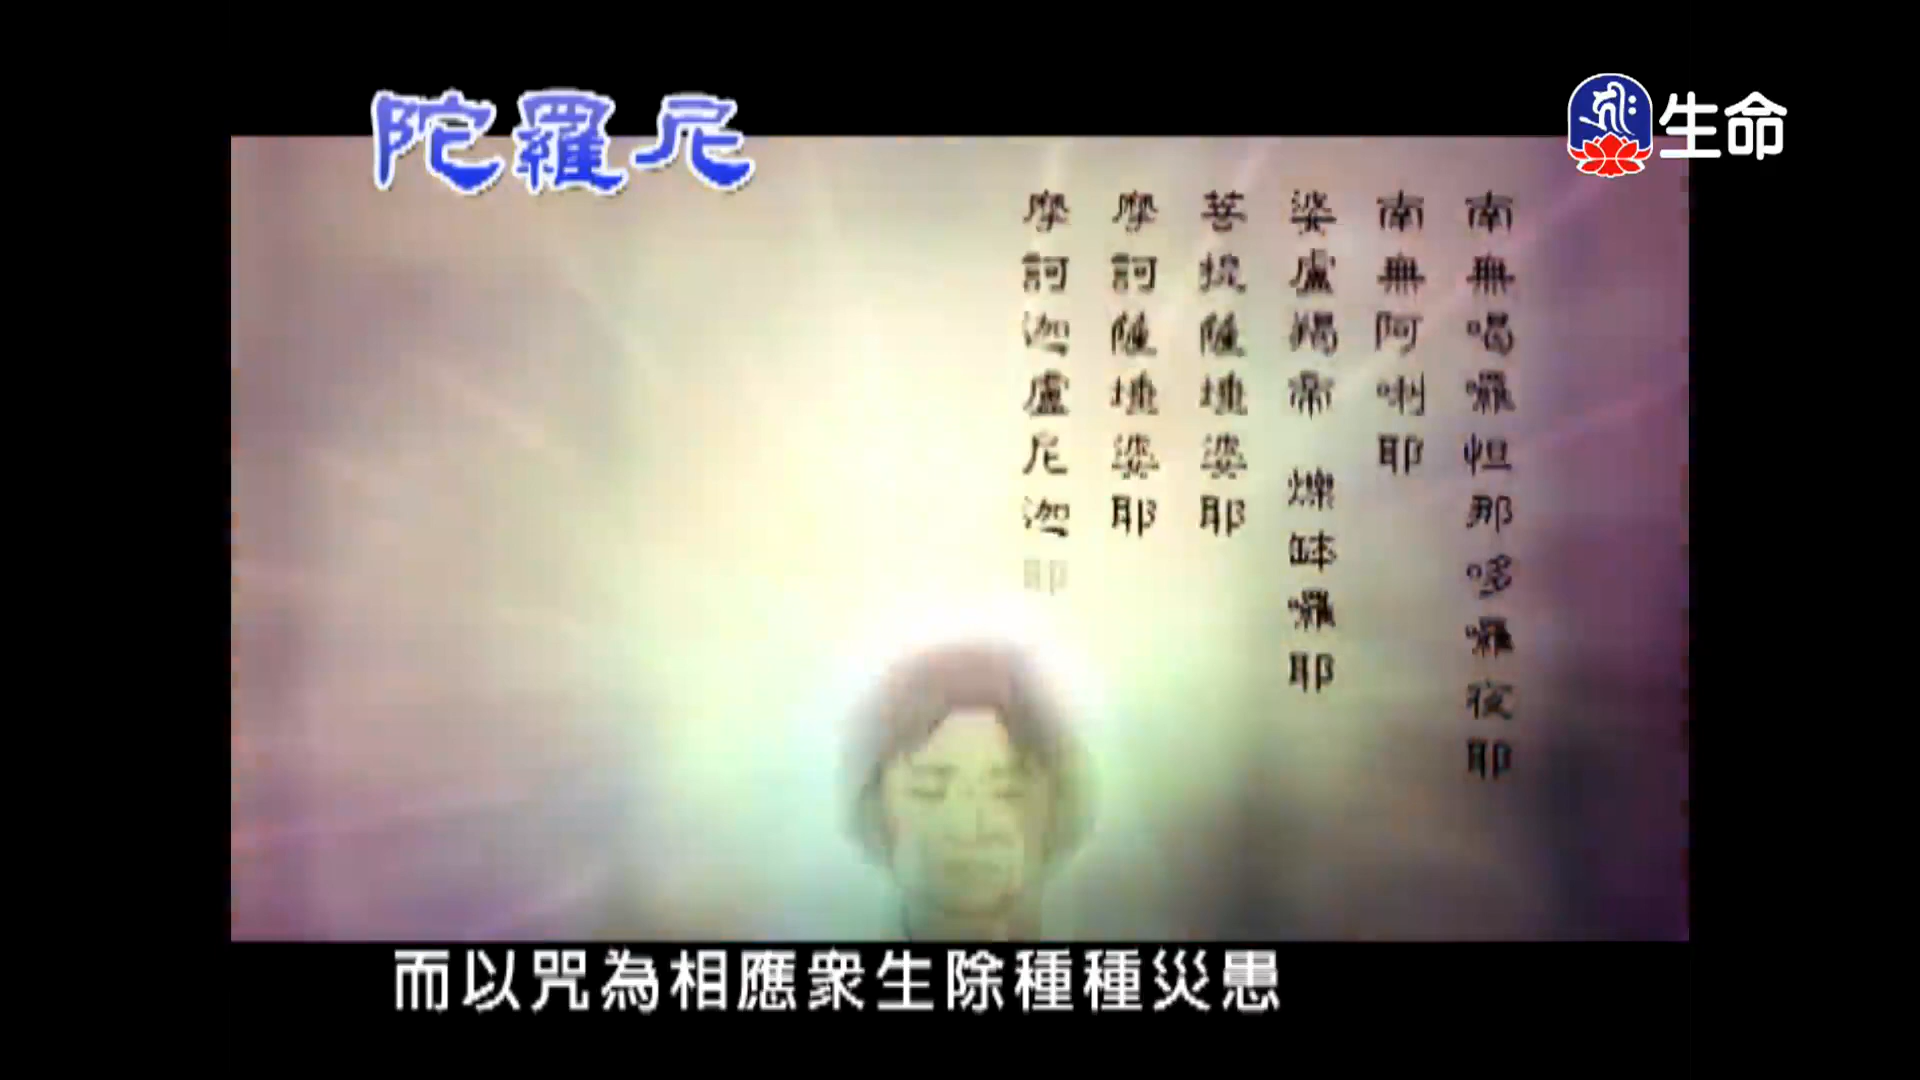 陀羅尼
生命
南無喝囉怛那哆囉夜耶
南無阿唎耶
婆盧羯帝 爍缽囉耶
菩提薩埵婆耶
摩訶薩埵婆耶
摩訶迦盧尼迦耶
而以咒為相應眾生除種種災患